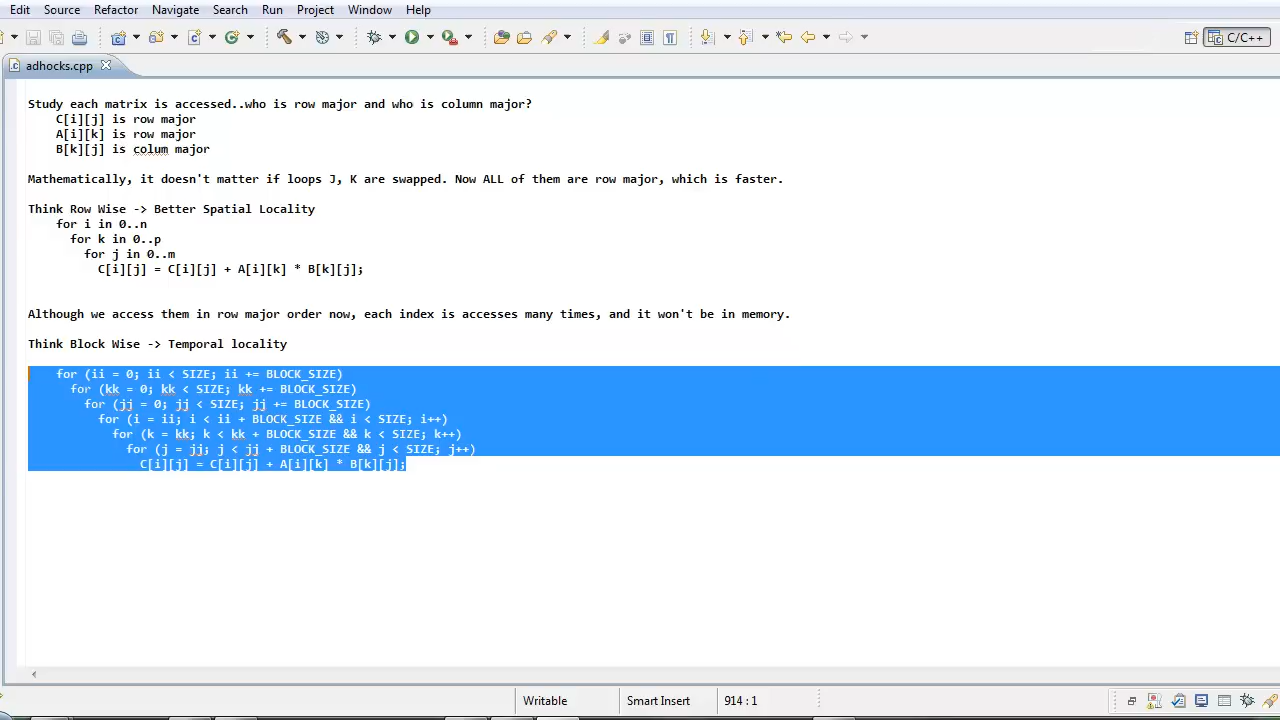 Edit Source Refactor Navigate Search Run Project Window Help
C/C++
adhocks.cpp
Study each matrix is accessed..who is row major and who is column major?
C[i][j] is row major
A[i][k] is row major
B[k][j] is colum major
Mathematically, it doesn't matter if loops J, K are swapped. Now ALL of them are row major, which is faster.
Think Row Wise -> Better Spatial Locality
for i in 0..n
for k in 0..p
for j in 0..m
C[i][j] = C[i][j] + A[i][k] * B[k][j];
Although we access them in row major order now, each index is accesses many times, and it won't be in memory.
Think Block Wise -> Temporal locality
for (ii = 0; ii < SIZE; ii += BLOCK_SIZE)
for (kk = 0; kk < SIZE; kk += BLOCK_SIZE)
for (jj = 0; jj < SIZE; jj += BLOCK_SIZE)
for (i = ii; i < ii + BLOCK_SIZE && i < SIZE; i++)
for (k = kk; k < kk + BLOCK_SIZE && k < SIZE; k++)
for (j = jj; j < jj + BLOCK_SIZE && j < SIZE; j++)
C[i][j] = C[i][j] + A[i][k] * B[k][j];
Writable Smart Insert 914 : 1